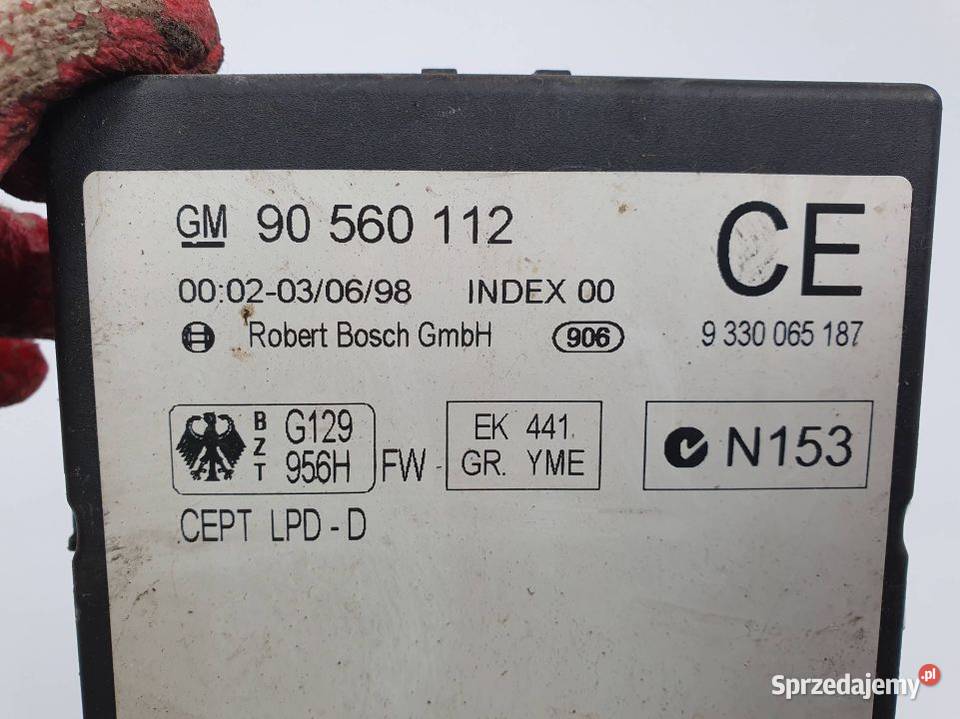 GM 90 560 112
CE
00:02-03/06/98 INDEX 00
Robert Bosch GmbH 906 9 330 065 187
BZT G129 956H FW
EK 441.
GR. YME
N153
CEPT LPD - D
Sprzedajemy.pl